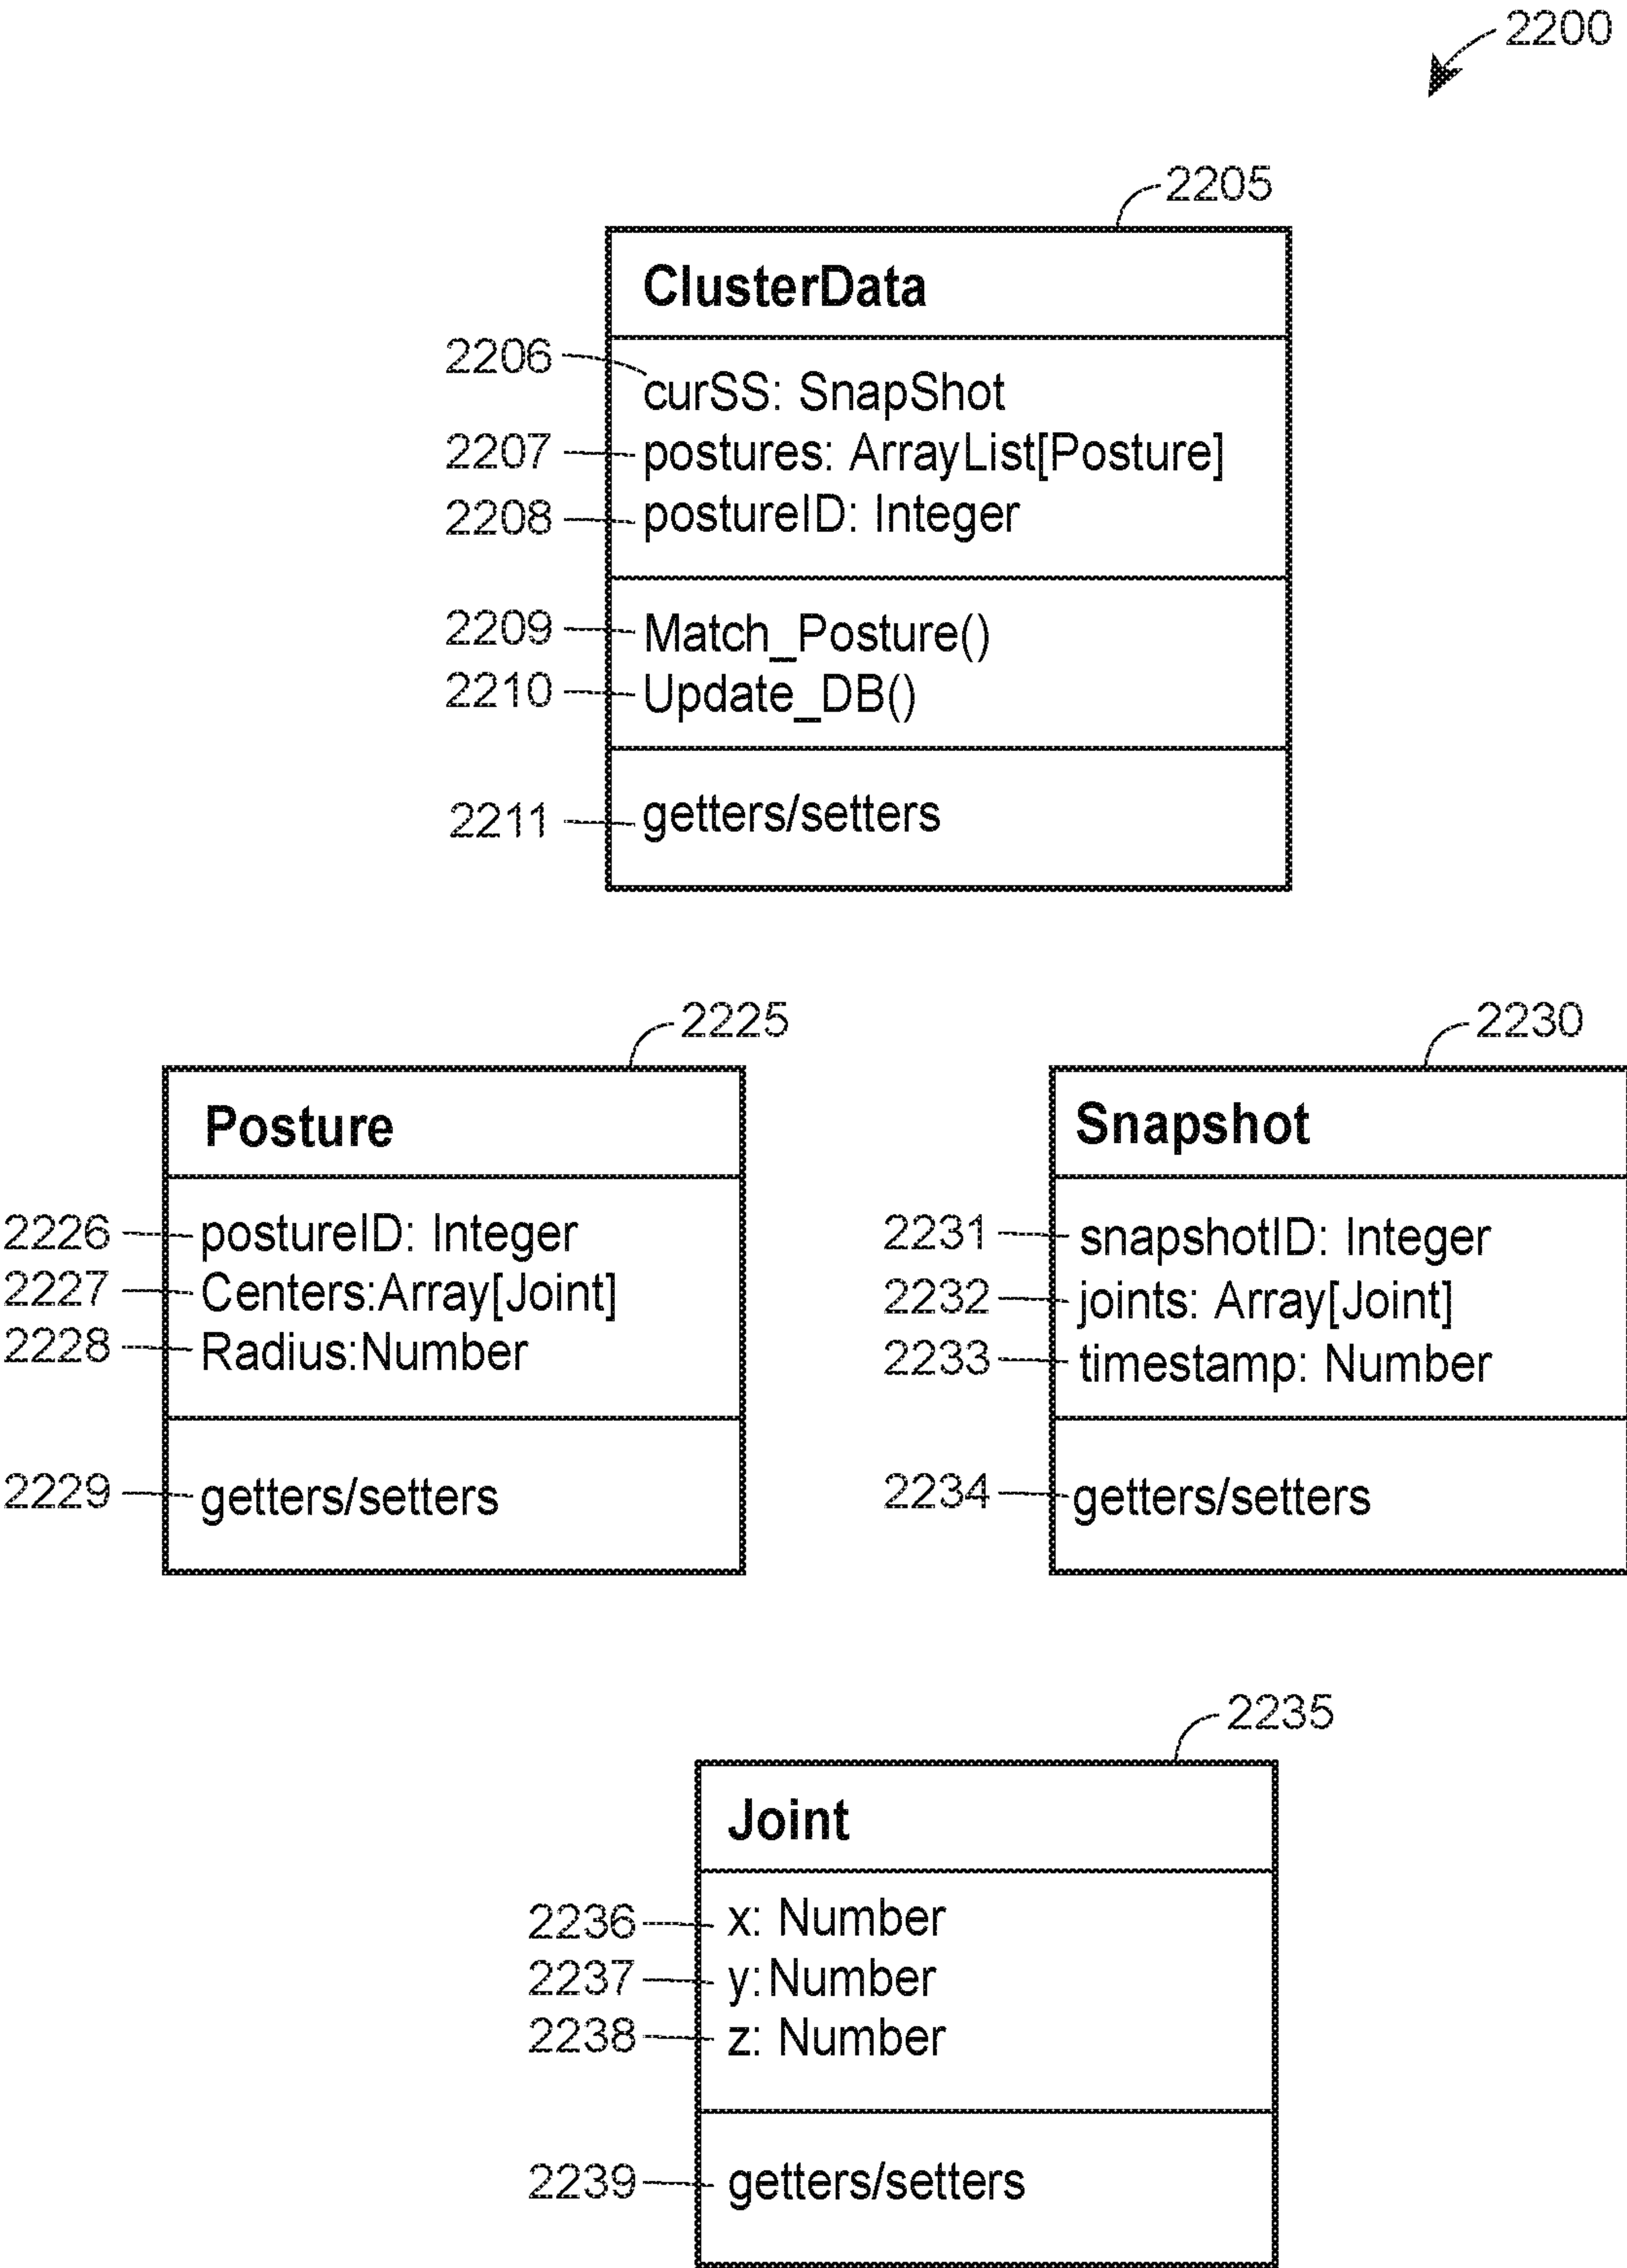 2200
2205
ClusterData
2206 curSS: SnapShot
2207 postures: ArrayList[Posture]
2208 postureID: Integer
2209 Match_Posture()
2210 Update_DB()
2211 getters/setters
2225
Posture
2226 postureID: Integer
2227 Centers:Array[Joint]
2228 Radius:Number
2229 getters/setters
2230
Snapshot
2231 snapshotID: Integer
2232 joints: Array[Joint]
2233 timestamp: Number
2234 getters/setters
2235
Joint
2236 x: Number
2237 y:Number
2238 z: Number
2239 getters/setters